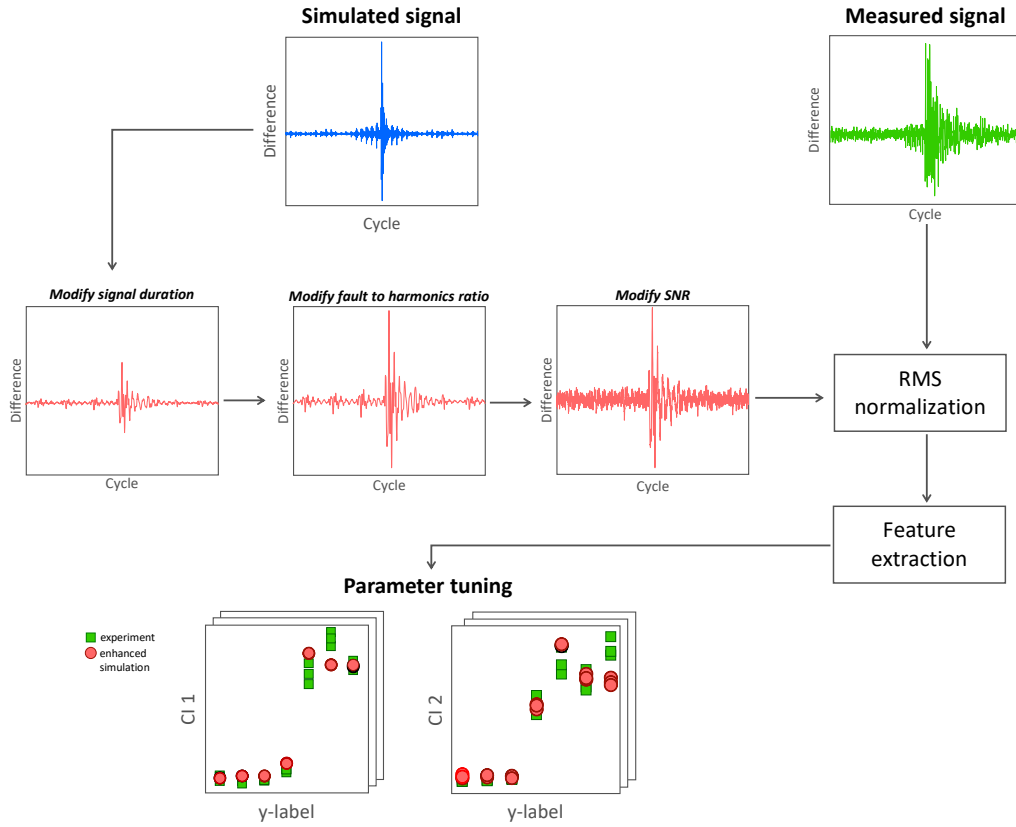 Simulated signal
Measured signal
Difference
Cycle
Difference
Cycle
Modify signal duration
Modify fault to harmonics ratio
Modify SNR
Difference
Cycle
Difference
Cycle
Difference
Cycle
RMS
normalization
Feature
extraction
Parameter tuning
experiment
enhanced
simulation
CI 1
y-label
CI 2
y-label